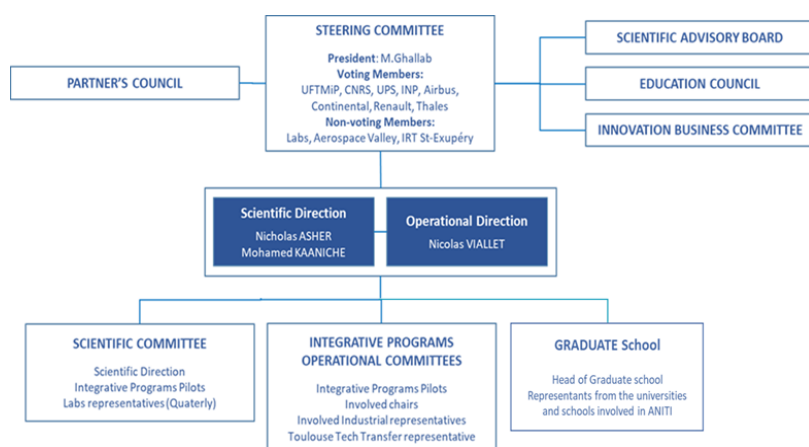 STEERING COMMITTEE
President: M.Ghallab
Voting Members:
UFTMiP, CNRS, UPS, INP, Airbus,
Continental, Renault, Thales
Non-voting Members:
Labs, Aerospace Valley, IRT St-Exupéry
PARTNER'S COUNCIL
SCIENTIFIC ADVISORY BOARD
EDUCATION COUNCIL
INNOVATION BUSINESS COMMITTEE
Scientific Direction
Nicholas ASHER
Mohamed KAANICHE
Operational Direction
Nicolas VIALLET
SCIENTIFIC COMMITTEE
Scientific Direction
Integrative Programs Pilots
Labs representatives (Quaterly)
INTEGRATIVE PROGRAMS
OPERATIONAL COMMITTEES
Integrative Programs Pilots
Involved chairs
Involved Industrial representatives
Toulouse Tech Transfer representative
GRADUATE School
Head of Graduate school
Representants from the universities
and schools involved in ANITI